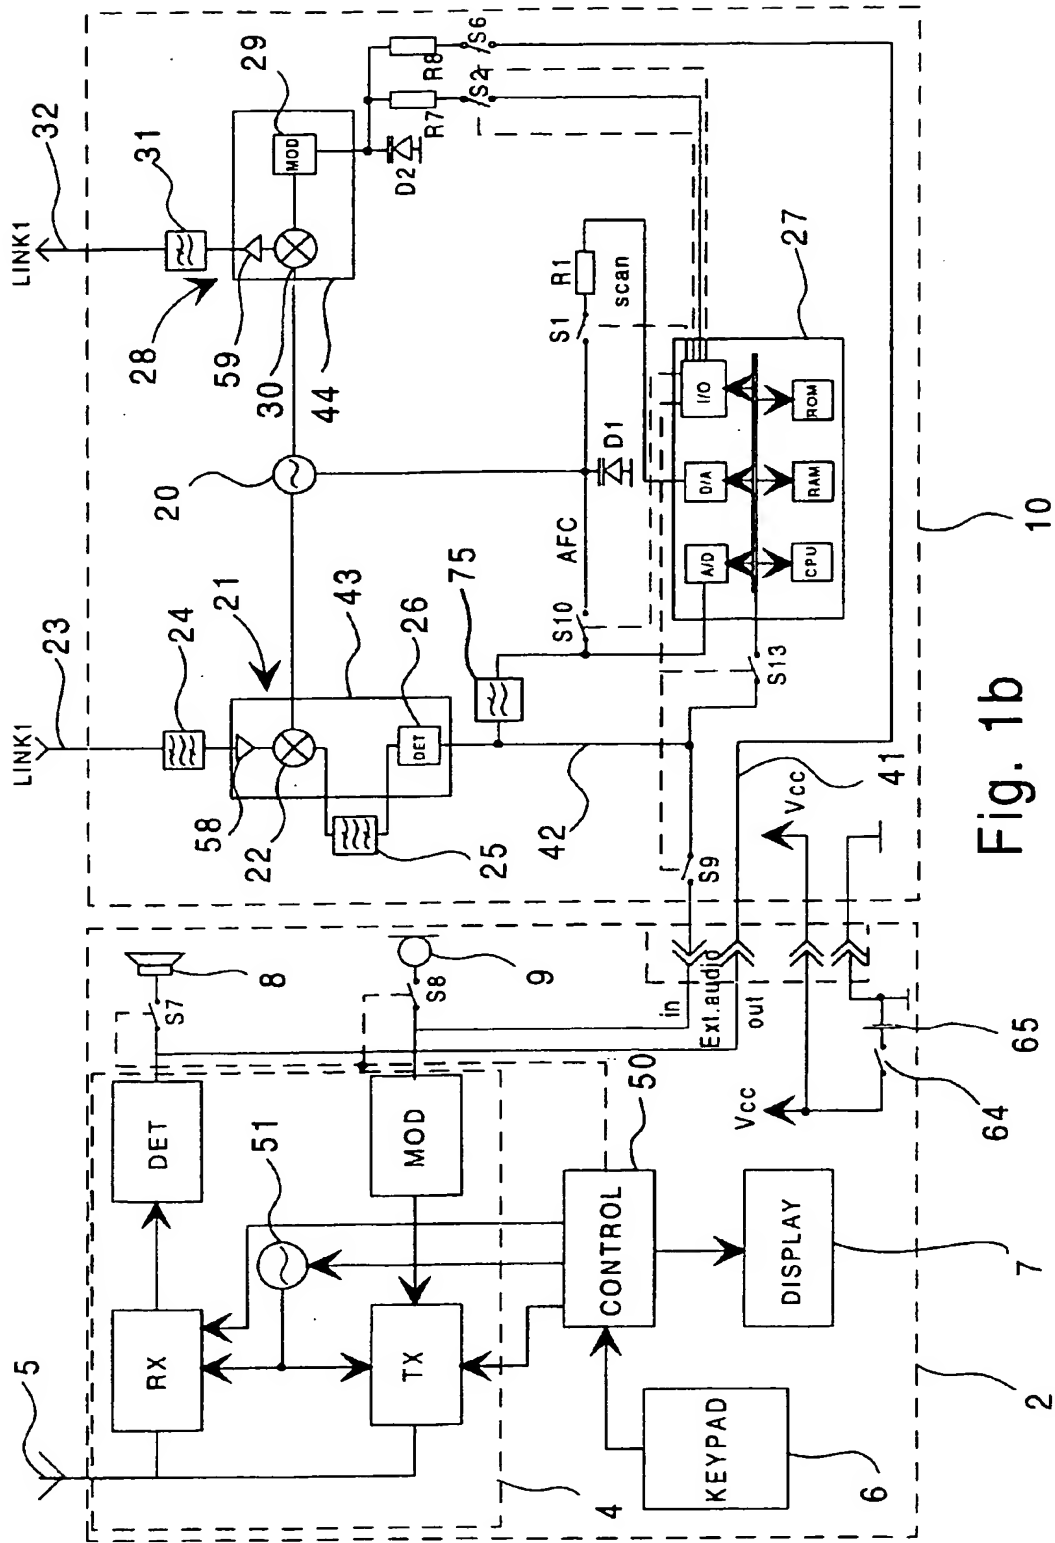 5
RX
DET
S7
8
51
TX
MOD
S8
9
4
KEYPAD
6
CONTROL
50
DISPLAY
7
2
in
Ext.audio
out
Vcc
64
65
LINK1
23
24
58
22
21
43
25
DET
26
75
42
S9
S10
AFC
S13
41
Vcc
20
D1
S1
R1
scan
A/D
D/A
I/O
CPU
RAM
ROM
27
LINK1
32
31
28
59
30
44
MOD
29
D2
R7
R8
S2
S6
10
Fig. 1b